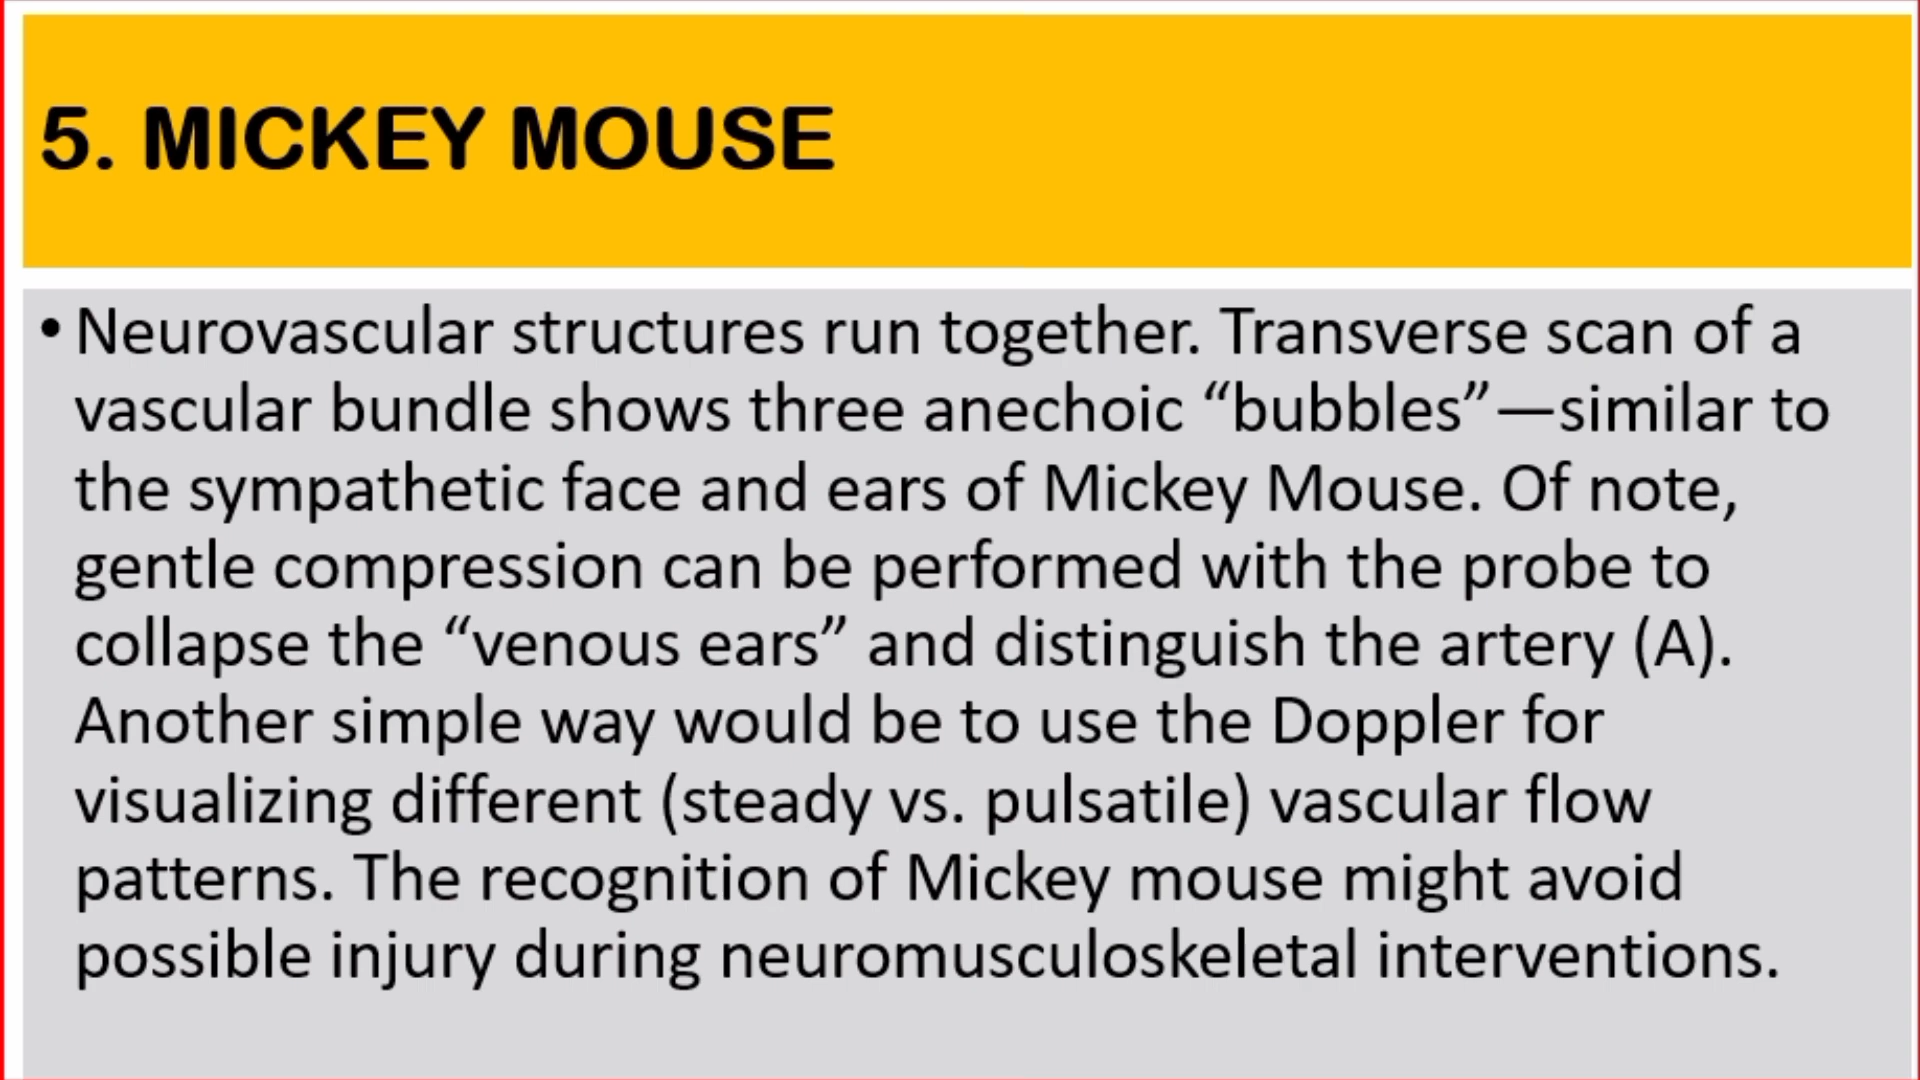 5. MICKEY MOUSE
• Neurovascular structures run together. Transverse scan of a
vascular bundle shows three anechoic “bubbles”—similar to
the sympathetic face and ears of Mickey Mouse. Of note,
gentle compression can be performed with the probe to
collapse the “venous ears” and distinguish the artery (A).
Another simple way would be to use the Doppler for
visualizing different (steady vs. pulsatile) vascular flow
patterns. The recognition of Mickey mouse might avoid
possible injury during neuromusculoskeletal interventions.